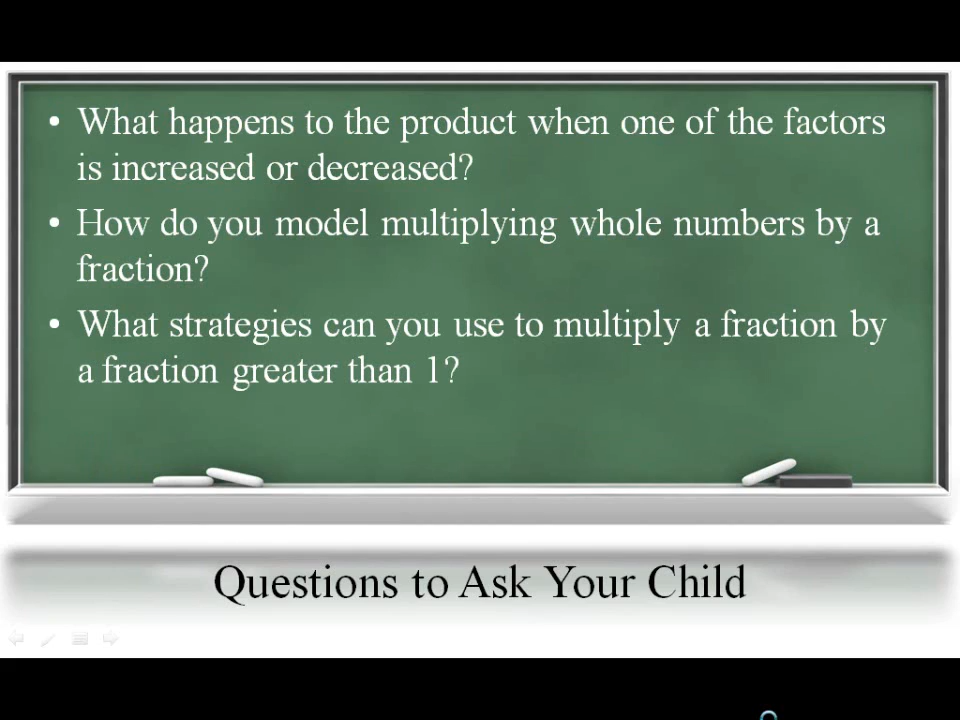 • What happens to the product when one of the factors
is increased or decreased?
• How do you model multiplying whole numbers by a
fraction?
• What strategies can you use to multiply a fraction by
a fraction greater than 1?
Questions to Ask Your Child